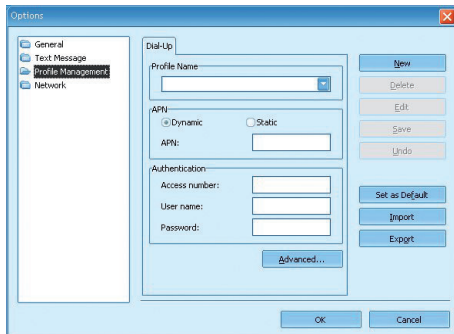 Options
General
Text Message
Profile Management
Network
Dial-Up
Profile Name
APN
Dynamic Static
APN:
Authentication
Access number:
User name:
Password:
Advanced...
New
Delete
Edit
Save
Undo
Set as Default
Import
Export
OK Cancel